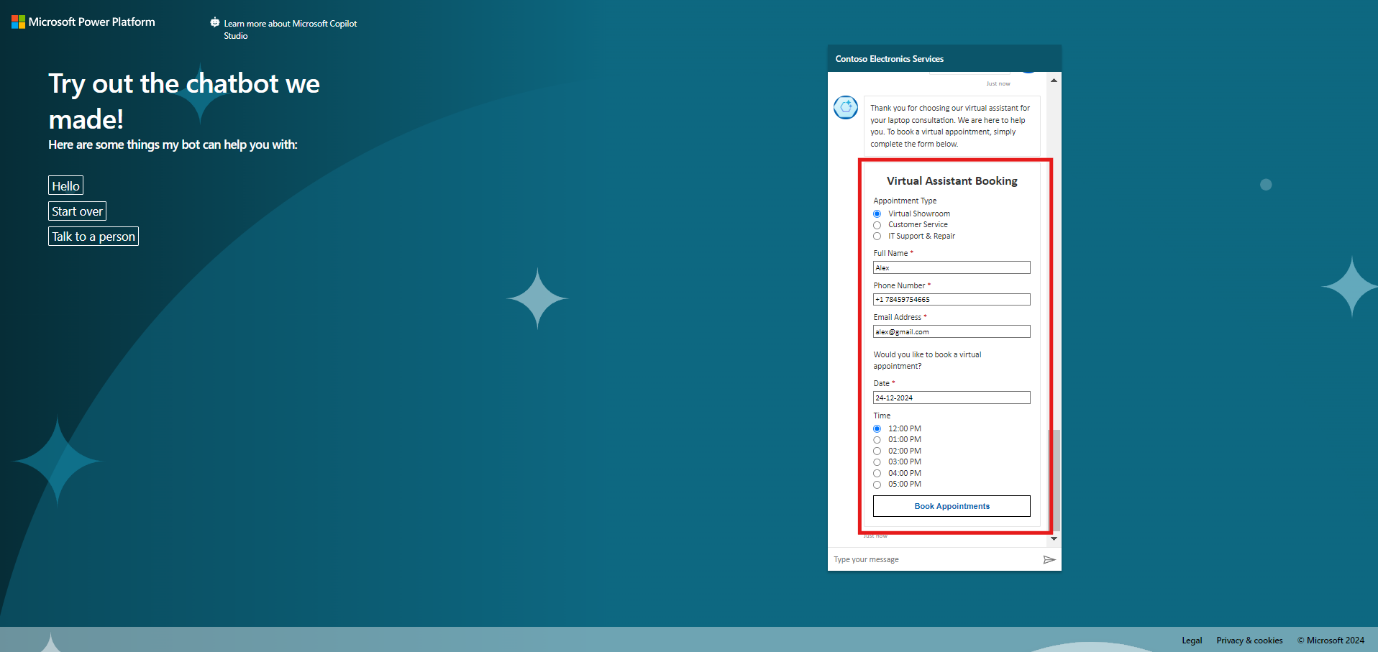 Microsoft Power Platform
Learn more about Microsoft Copilot
Studio
Try out the chatbot we
made!
Here are some things my bot can help you with:
Hello
Start over
Talk to a person
Contoso Electronics Services
Just now
Thank you for choosing our virtual assistant for
your laptop consultation. We are here to help
you. To book a virtual appointment, simply
complete the form below.
Virtual Assistant Booking
Appointment Type
Virtual Showroom
Customer Service
IT Support & Repair
Full Name *
Alex
Phone Number *
+1 78459754665
Email Address *
alex@gmail.com
Would you like to book a virtual
appointment?
Date *
24-12-2024
Time
12:00 PM
01:00 PM
02:00 PM
03:00 PM
04:00 PM
05:00 PM
Book Appointments
Just now
Type your message
Legal
Privacy & cookies
© Microsoft 2024